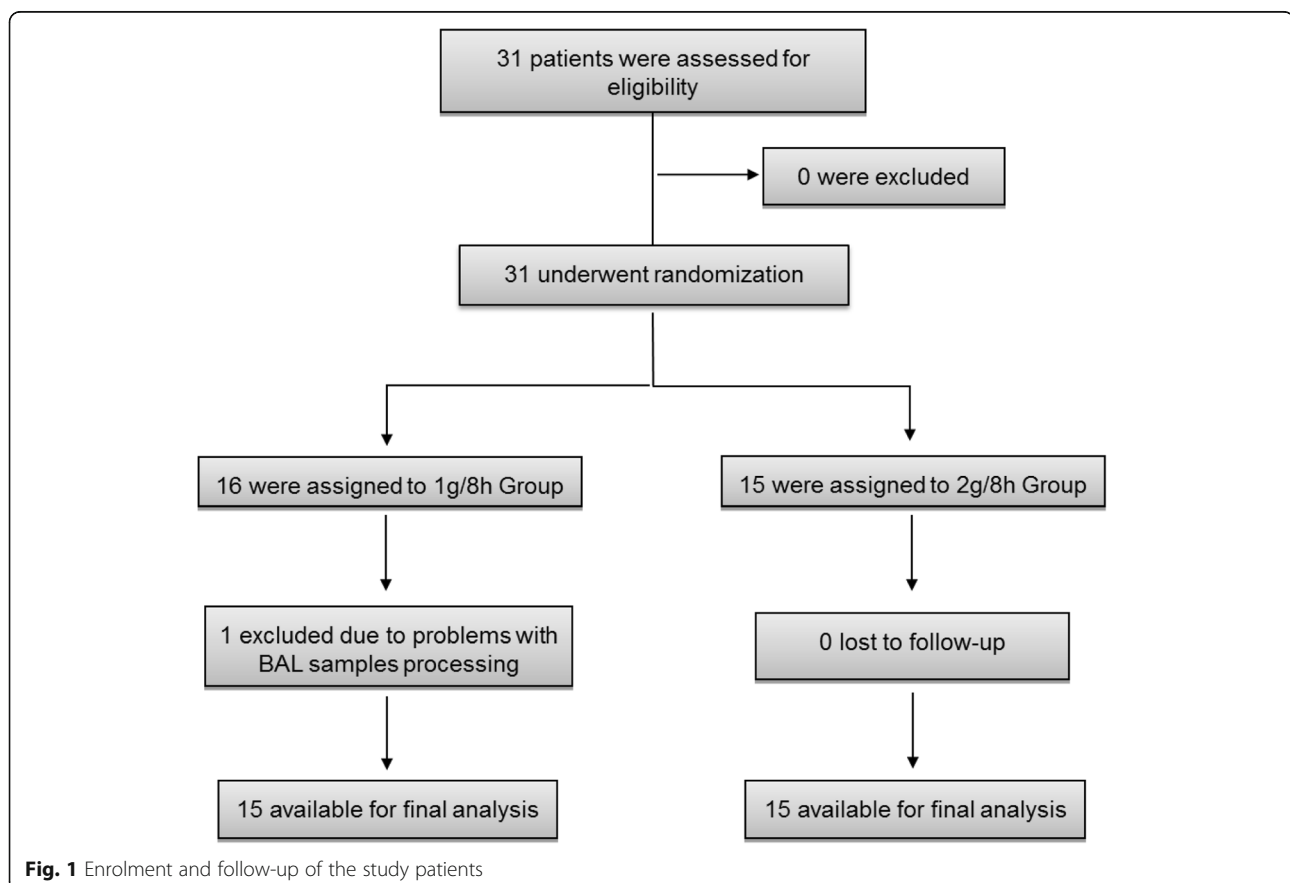 31 patients were assessed for
eligibility
0 were excluded
31 underwent randomization
16 were assigned to 1g/8h Group
15 were assigned to 2g/8h Group
1 excluded due to problems with
BAL samples processing
0 lost to follow-up
15 available for final analysis
15 available for final analysis
Fig. 1 Enrolment and follow-up of the study patients